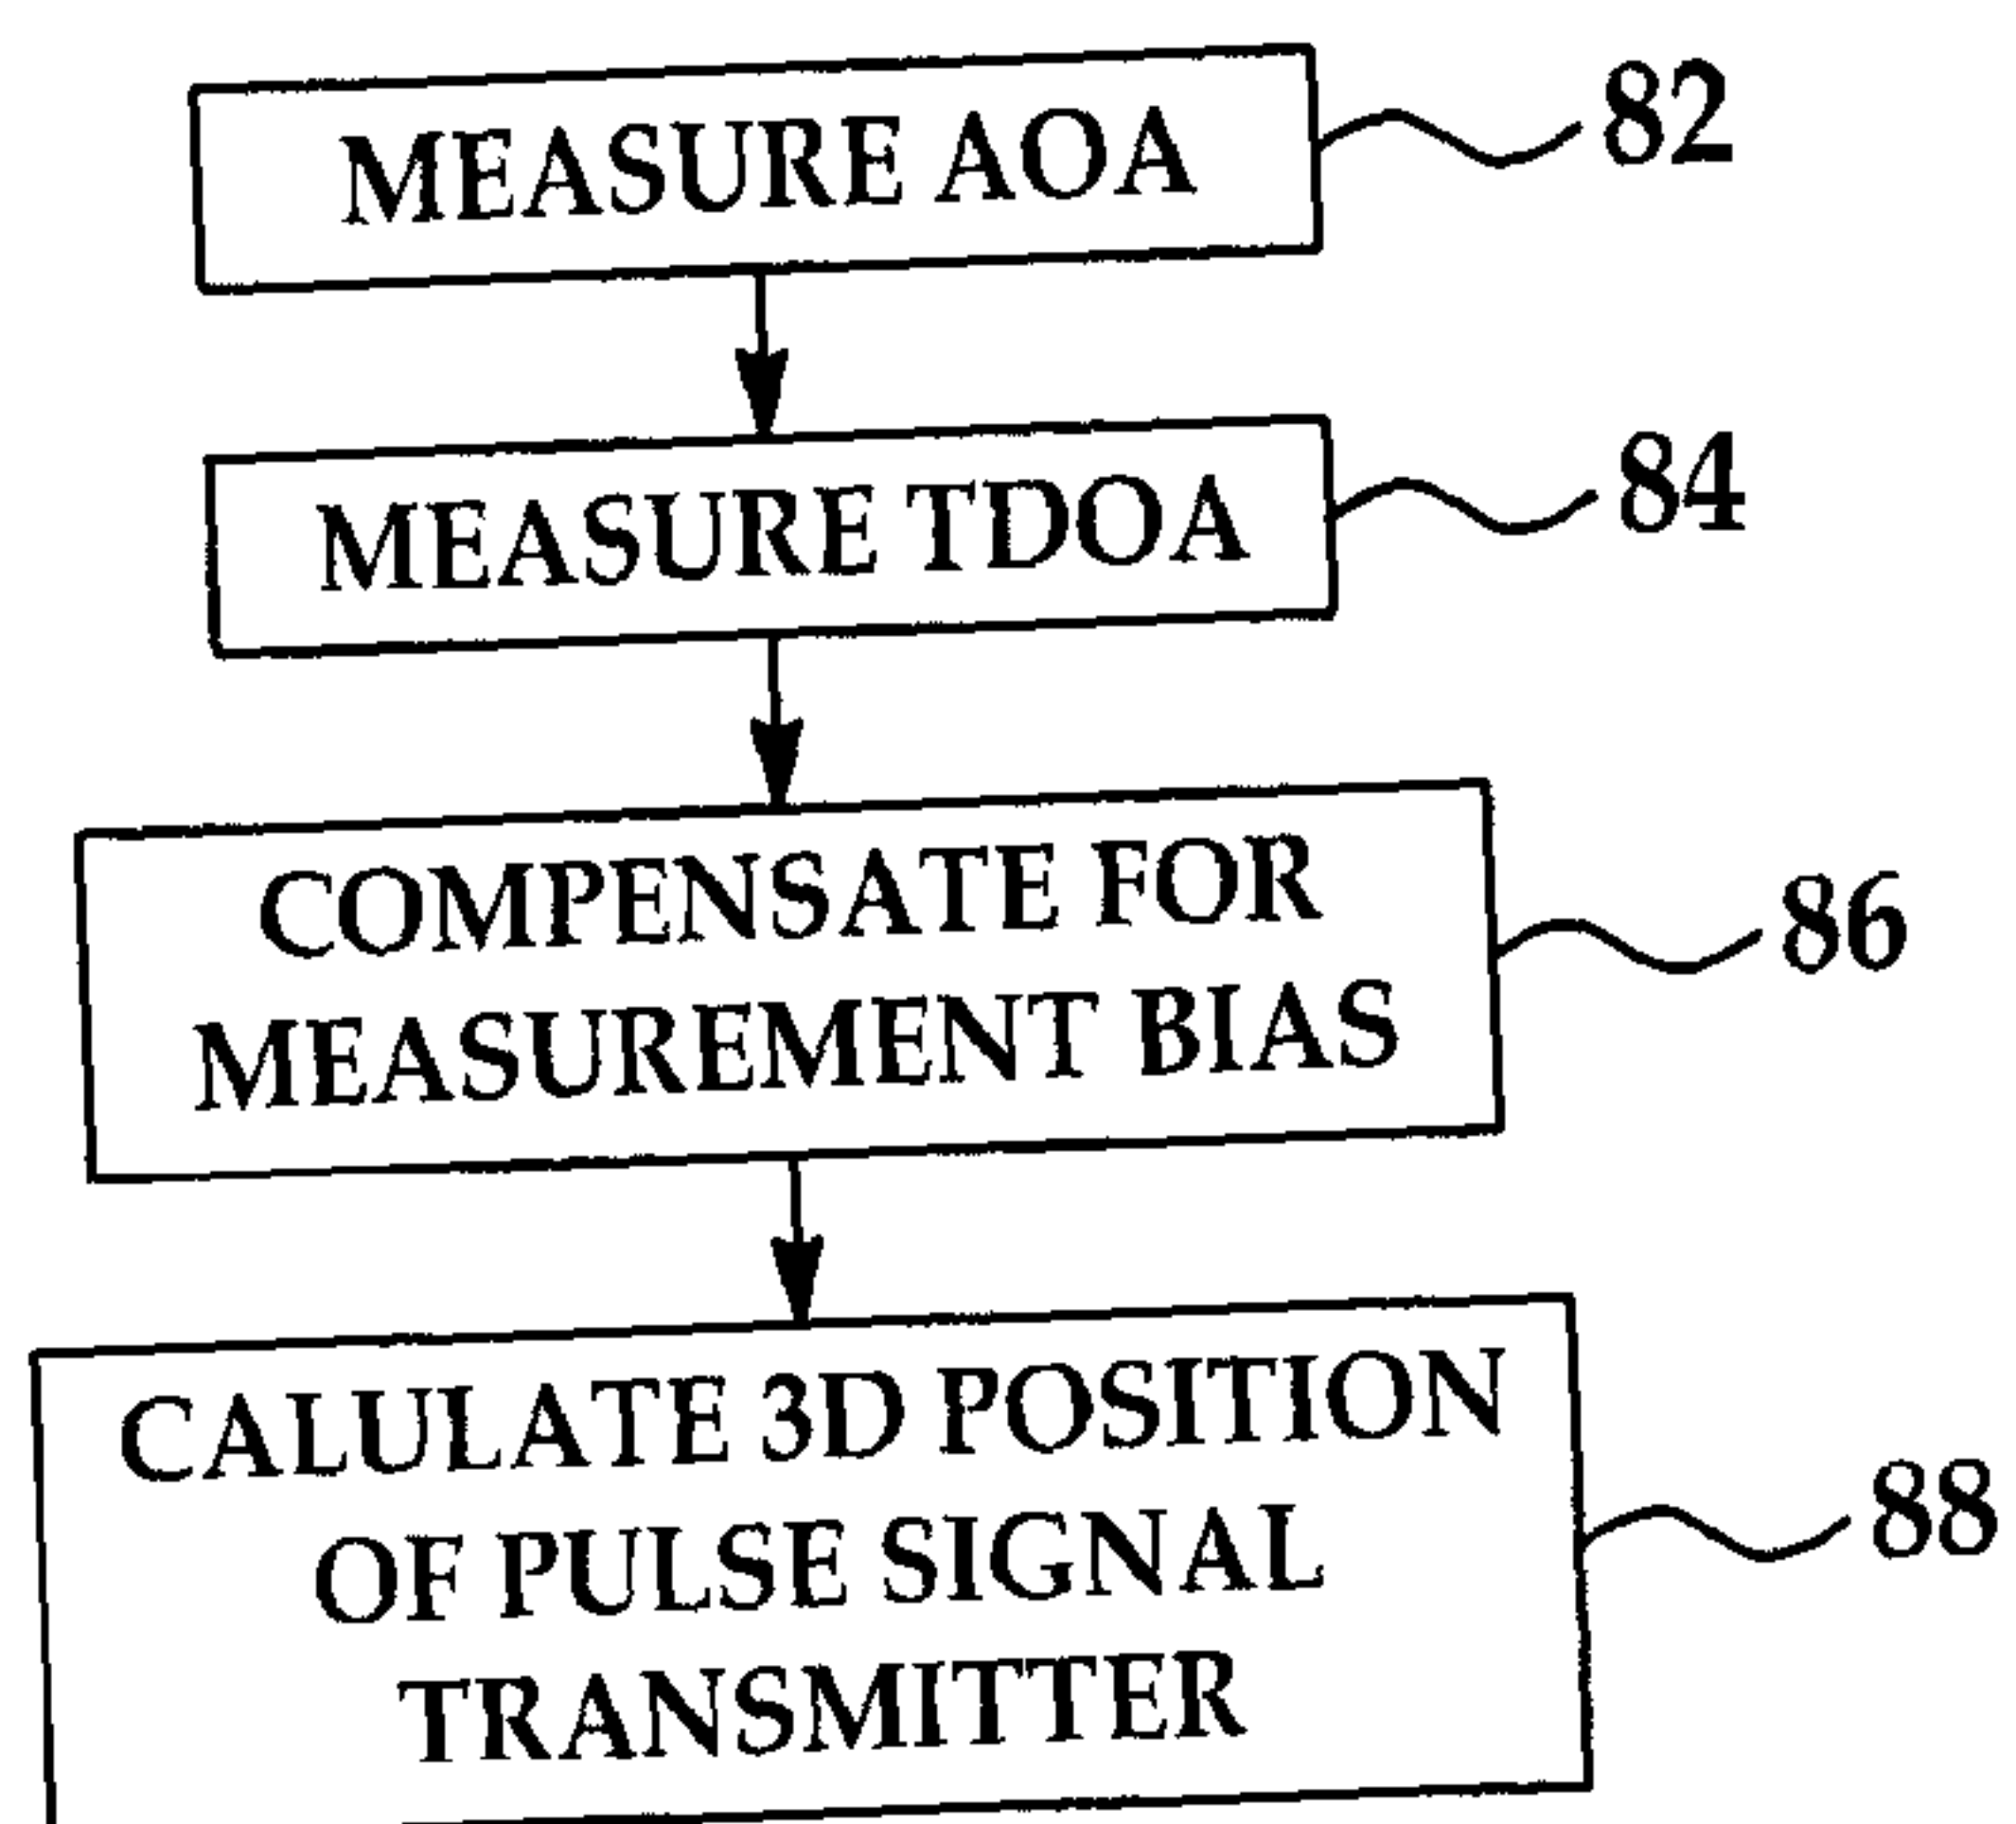 MEASURE AOA
82
MEASURE TDOA
84
COMPENSATE FOR
MEASUREMENT BIAS
86
CALULATE 3D POSITION
OF PULSE SIGNAL
TRANSMITTER
88